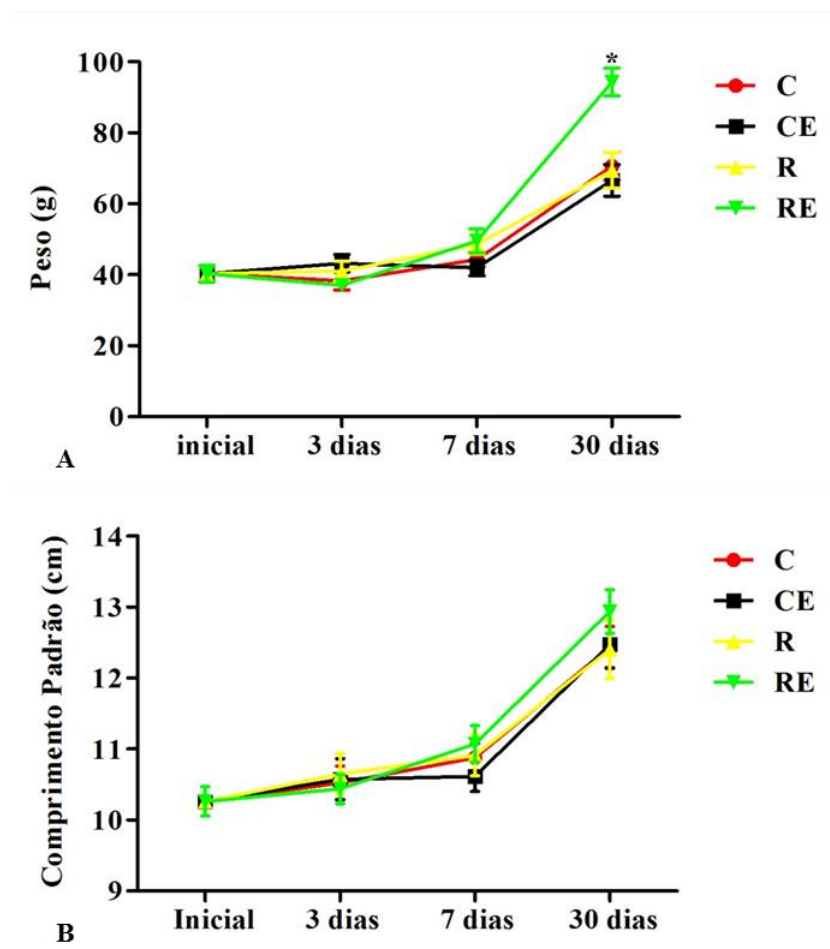 Peso (g)
100
80
60
40
20
0
inicial 3 dias 7 dias 30 dias
*
C
CE
R
RE
A
Comprimento Padrão (cm)
14
13
12
11
10
9
Inicial 3 dias 7 dias 30 dias
C
CE
R
RE
B